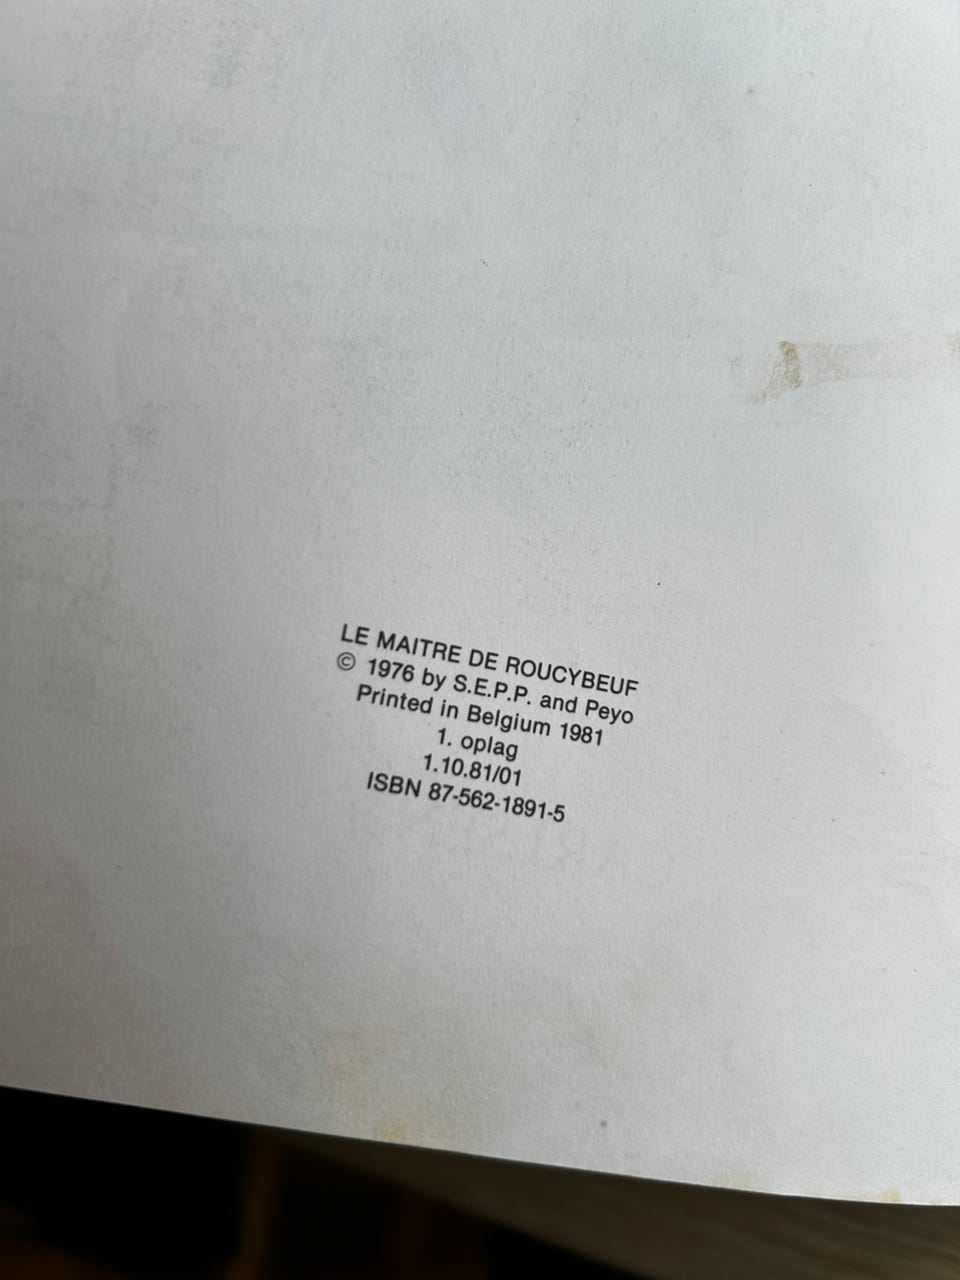 LE MAITRE DE ROUCYBEUF
© 1976 by S.E.P.P. and Peyo
Printed in Belgium 1981
1. oplag
1.10.81/01
ISBN 87-562-1891-5